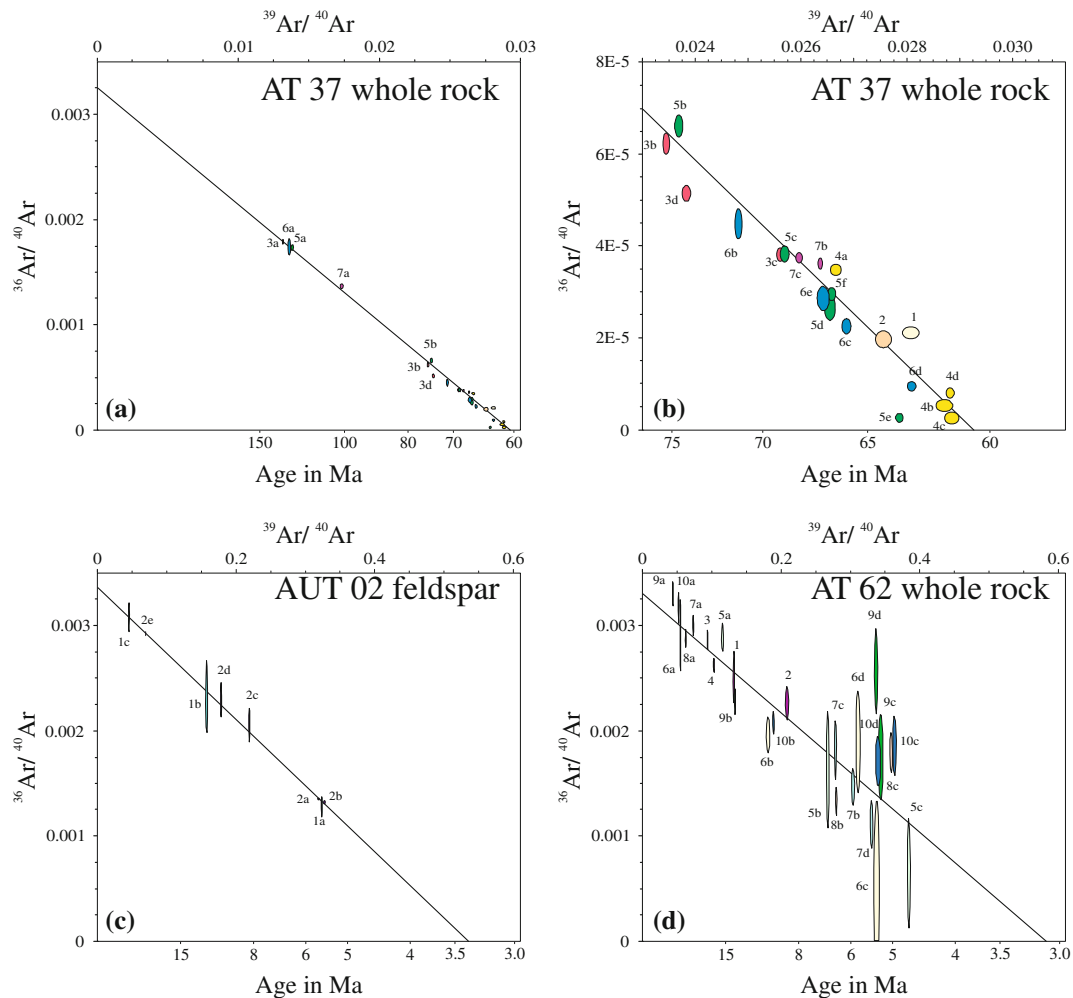 39Ar/ 40Ar
0 0.01 0.02 0.03
AT 37 whole rock
36Ar/ 40Ar
0.003
0.002
0.001
0
3a 6a 5a
7a
5b
3b
3d
(a)
150 100 80 70 60
Age in Ma
39Ar/ 40Ar
0.024 0.026 0.028 0.030
AT 37 whole rock
36Ar/ 40Ar
8E-5
6E-5
4E-5
2E-5
0
5b
3b
3d
6b
5c
3c
7c
7b
4a
5f
6e
5d
6c
2
1
6d
4d
4b
5e
4c
(b)
75 70 65 60
Age in Ma
39Ar/ 40Ar
0 0.2 0.4 0.6
AUT 02 feldspar
36Ar/ 40Ar
0.003
0.002
0.001
0
2e
1c
2d
1b
2c
2a
2b
1a
(c)
15 8 6 5 4 3.5 3.0
Age in Ma
39Ar/ 40Ar
0 0.2 0.4 0.6
AT 62 whole rock
36Ar/ 40Ar
0.003
0.002
0.001
0
9a
10a
7a
3
5a
1
8a
6a
4
9b
2
6b
10b
7c
6d
9d
10d
9c
10c
8c
5b
8b
7b
7d
6c
5c
(d)
15 8 6 5 4 3.5 3.0
Age in Ma